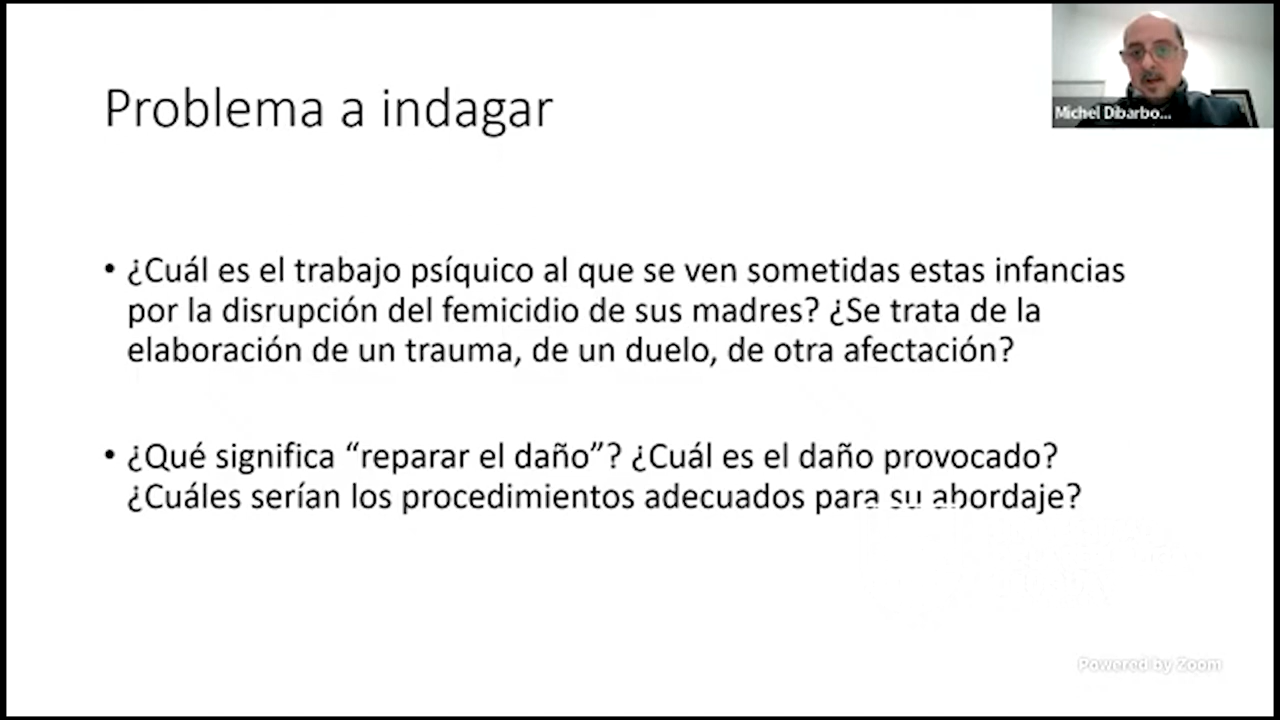 Problema a indagar
Michel Dibarbo...
• ¿Cuál es el trabajo psíquico al que se ven sometidas estas infancias
por la disrupción del femicidio de sus madres? ¿Se trata de la
elaboración de un trauma, de un duelo, de otra afectación?
• ¿Qué significa “reparar el daño”? ¿Cuál es el daño provocado?
¿Cuáles serían los procedimientos adecuados para su abordaje?
Powered by Zoom